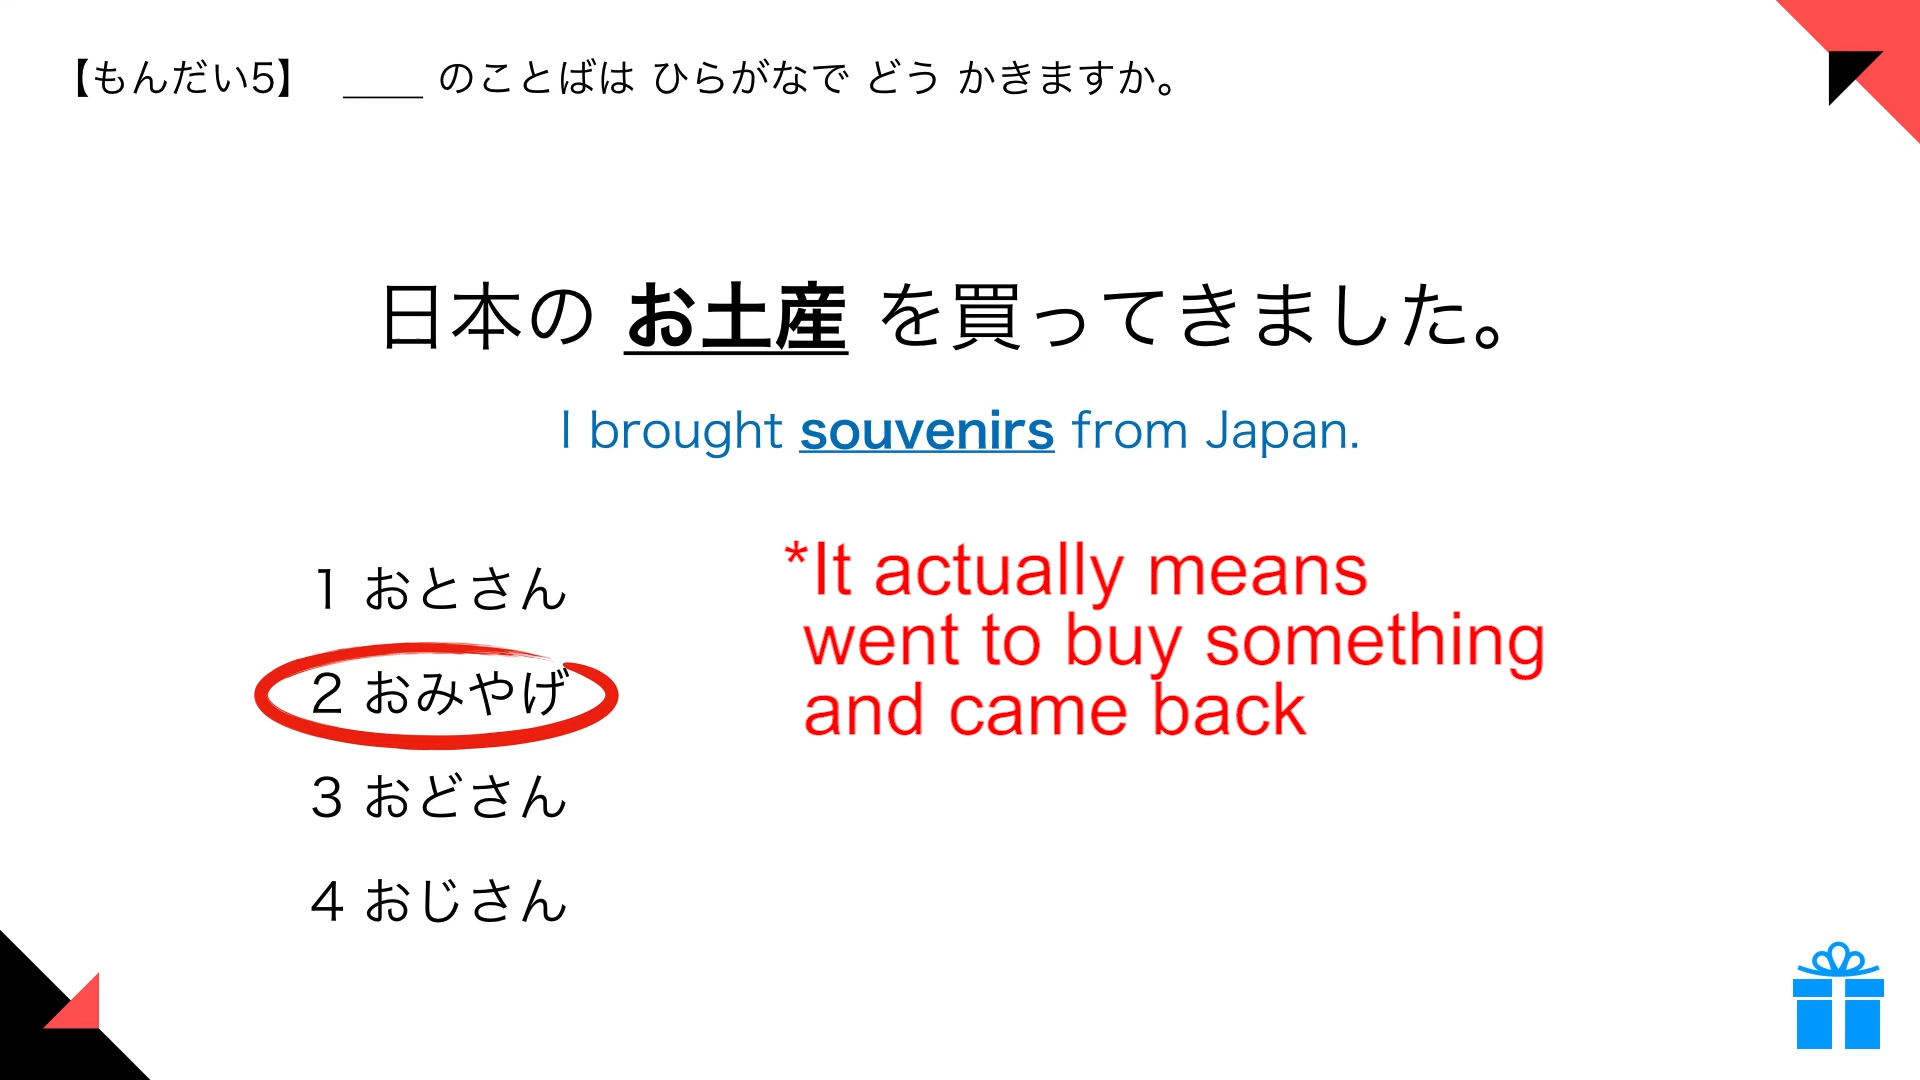 【もんだい5】 ____ のことばは ひらがなで どう かきますか。
日本の お土産 を買ってきました。
I brought souvenirs from Japan.
1 おとさん
2 おみやげ
3 おどさん
4 おじさん
*It actually means
went to buy something
and came back